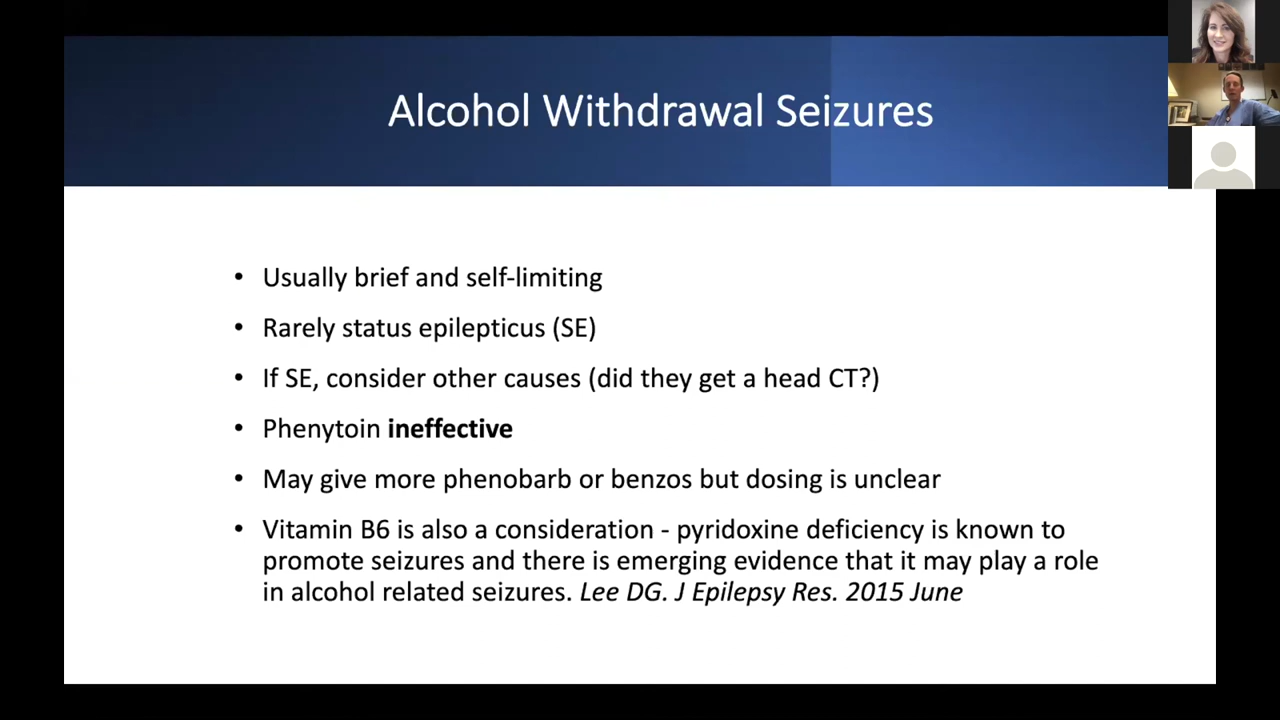 Alcohol Withdrawal Seizures
• Usually brief and self-limiting
• Rarely status epilepticus (SE)
• If SE, consider other causes (did they get a head CT?)
• Phenytoin ineffective
• May give more phenobarb or benzos but dosing is unclear
• Vitamin B6 is also a consideration - pyridoxine deficiency is known to
promote seizures and there is emerging evidence that it may play a role
in alcohol related seizures. Lee DG. J Epilepsy Res. 2015 June